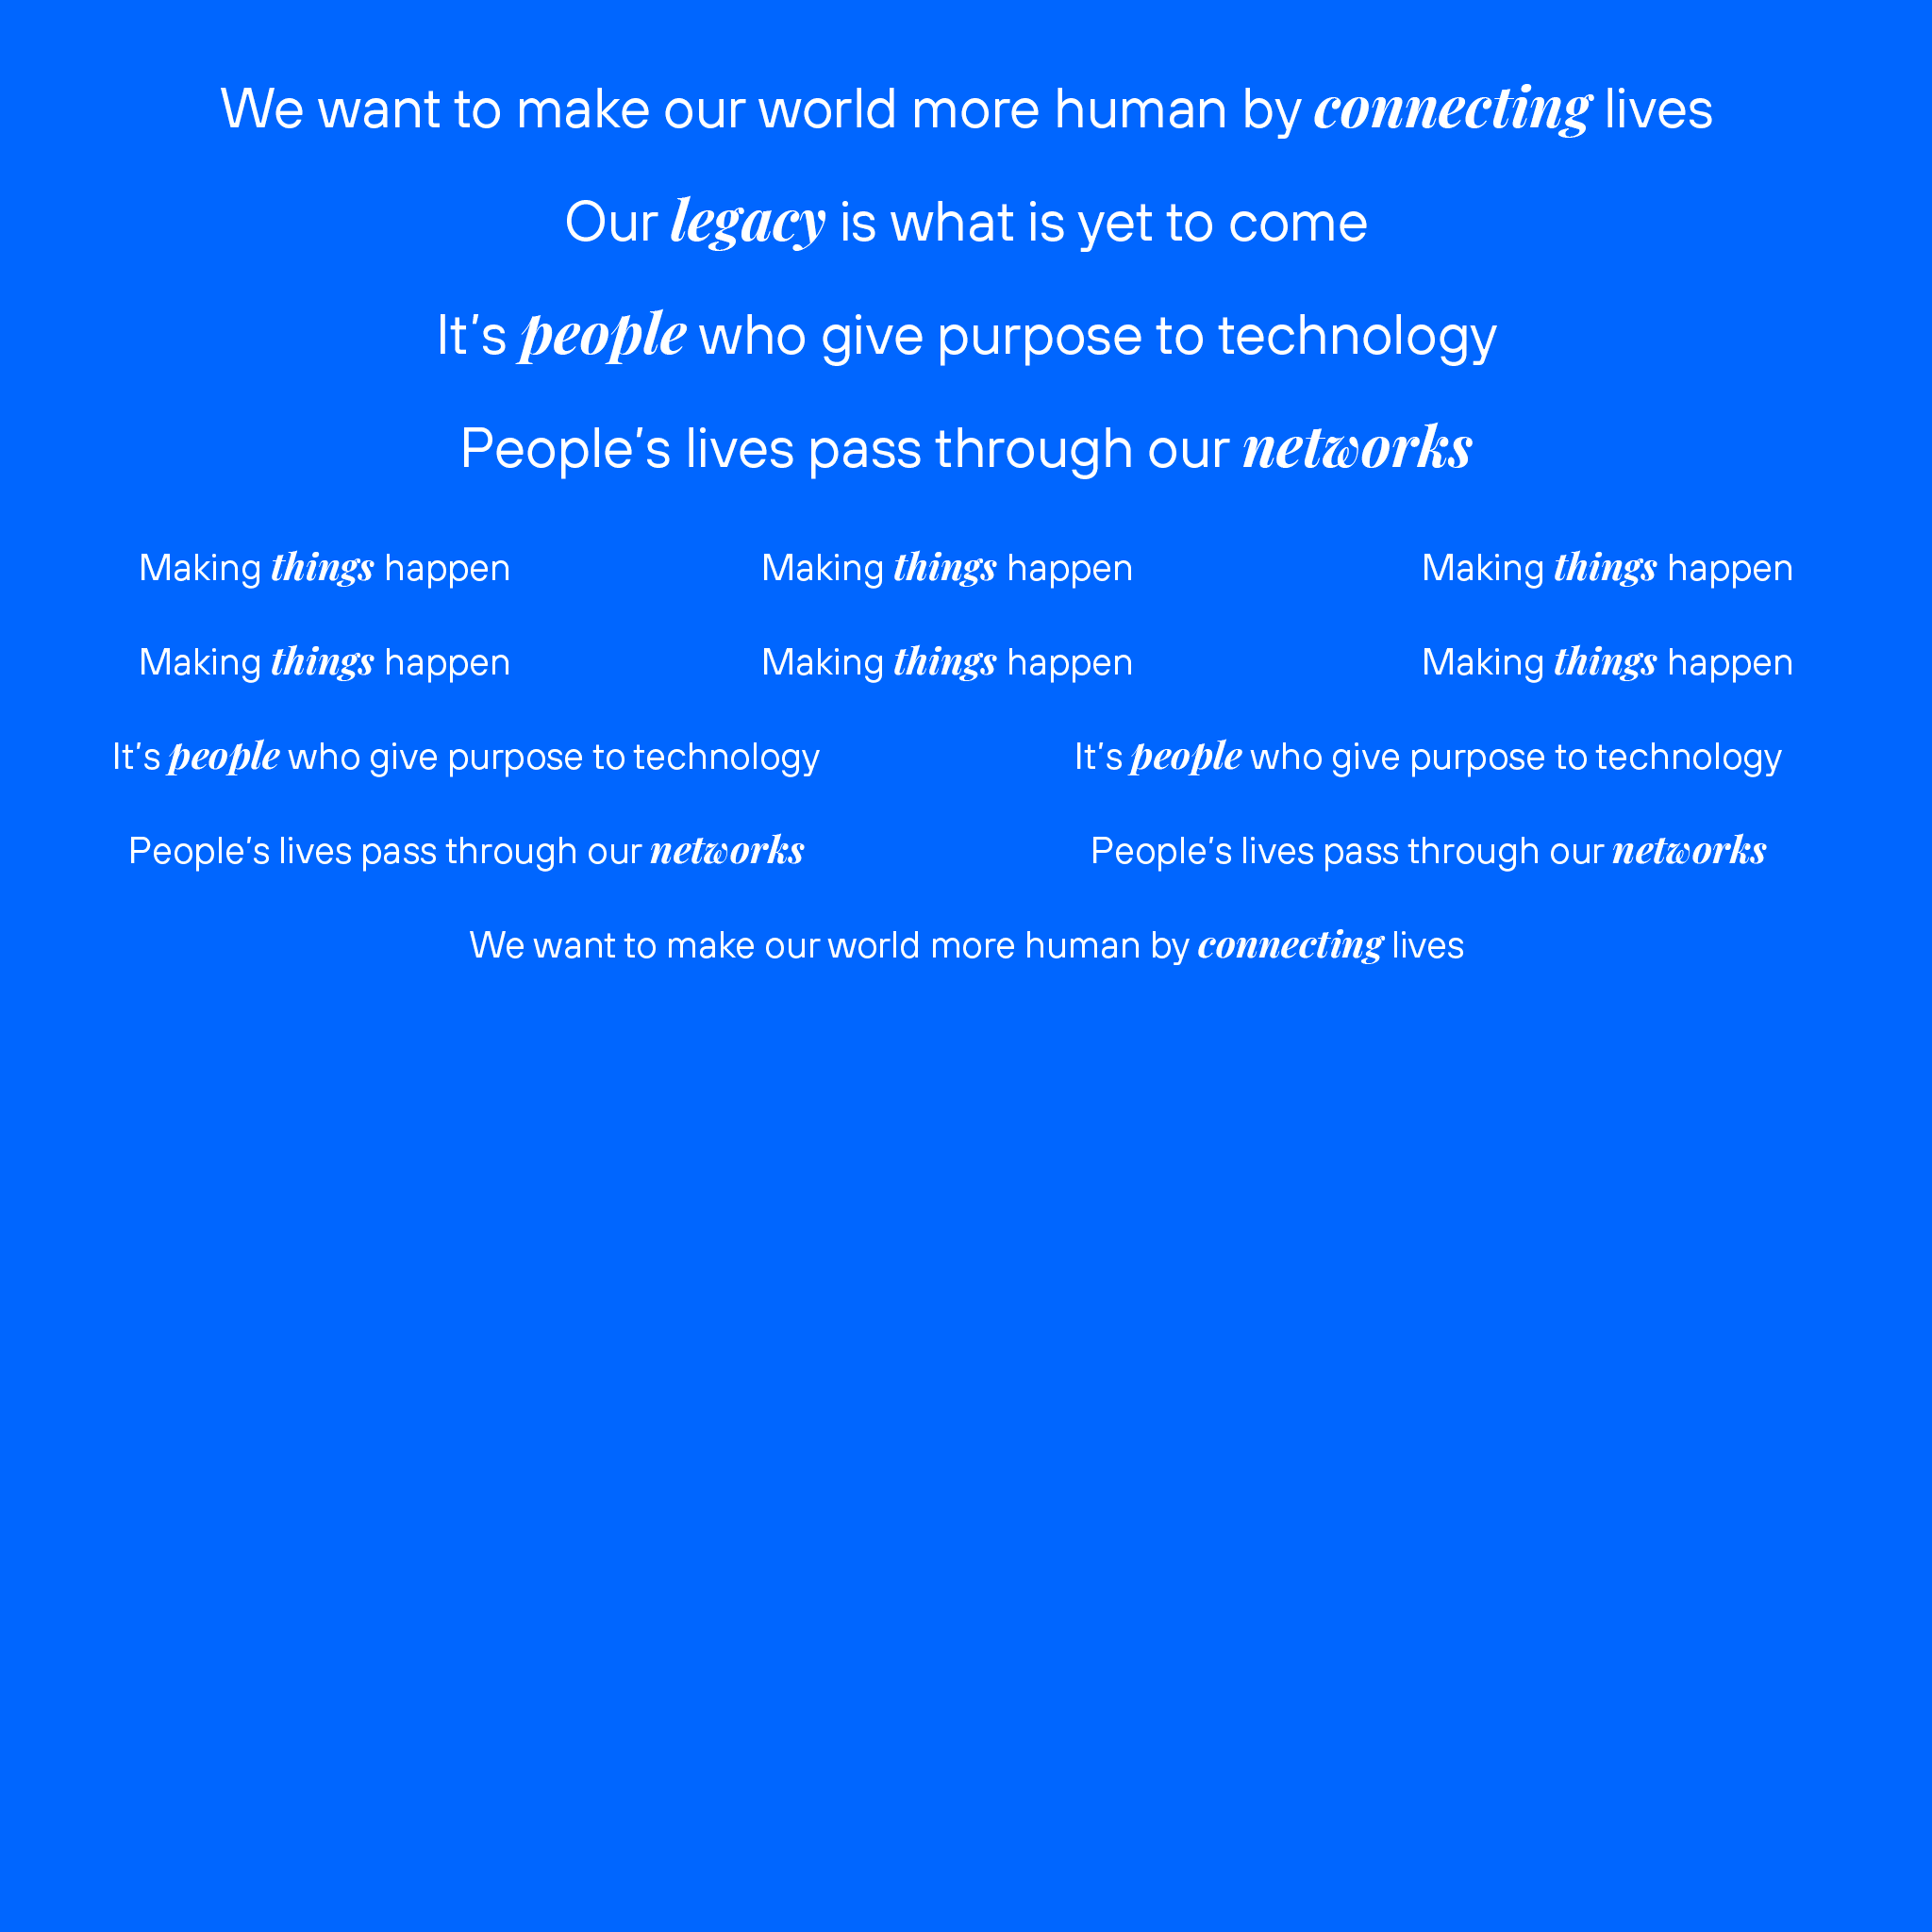 We want to make our world more human by connecting lives
Our legacy is what is yet to come
It's people who give purpose to technology
People's lives pass through our networks
Making things happen Making things happen Making things happen
Making things happen Making things happen Making things happen
It's people who give purpose to technology It's people who give purpose to technology
People's lives pass through our networks People's lives pass through our networks
We want to make our world more human by connecting lives